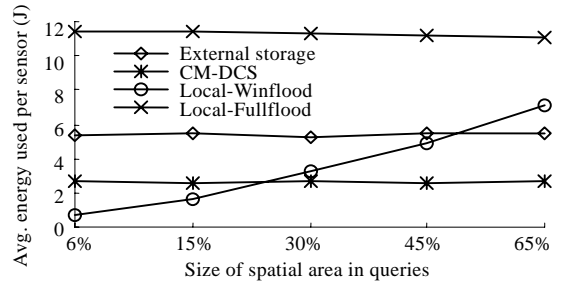 Avg. energy used per sensor (J)
12
10
8
6
4
2
0
External storage
CM-DCS
Local-Winflood
Local-Fullflood
6% 15% 30% 45% 65%
Size of spatial area in queries